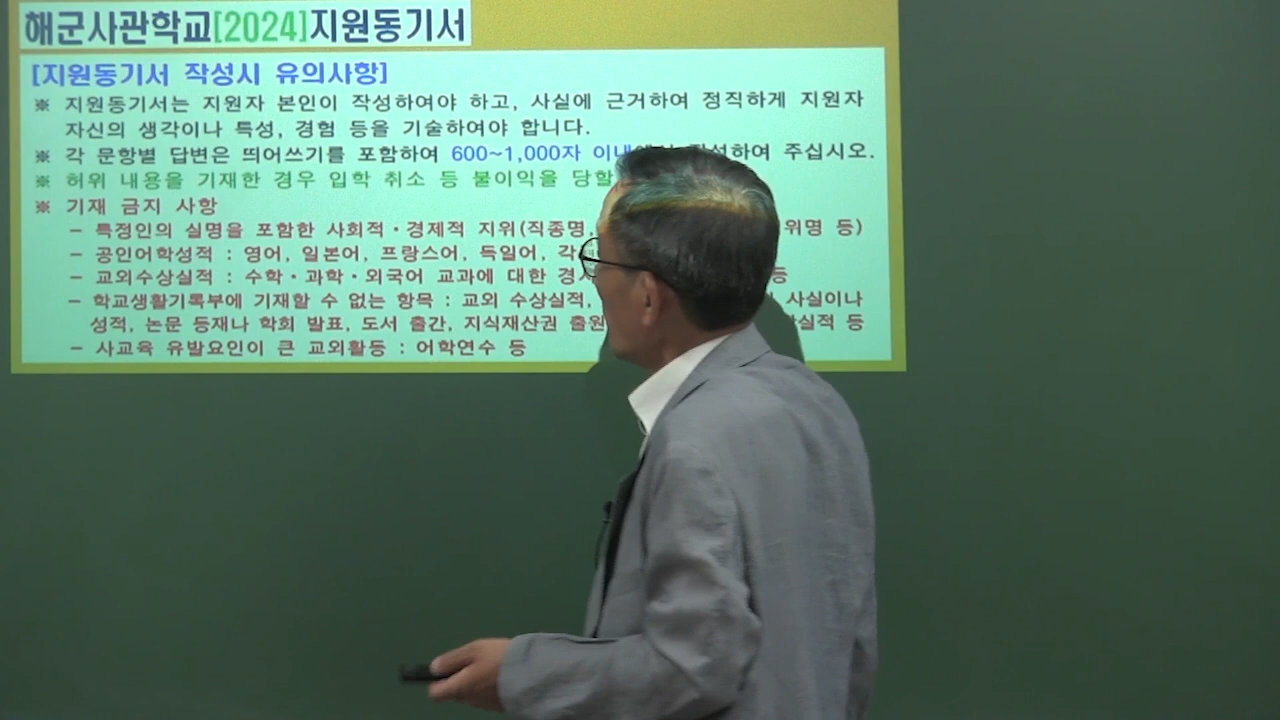 해군사관학교[2024]지원동기서
[지원동기서 작성시 유의사항]
※ 지원동기서는 지원자 본인이 작성하여야 하고, 사실에 근거하여 정직하게 지원자
자신의 생각이나 특성, 경험 등을 기술하여야 합니다.
※ 각 문항별 답변은 띄어쓰기를 포함하여 600~1,000자 이내 작성하여 주십시오.
※ 허위 내용을 기재한 경우 입학 취소 등 불이익을 당할
※ 기재 금지 사항
- 특정인의 실명을 포함한 사회적·경제적 지위(직종명, 위명 등)
- 공인어학성적 : 영어, 일본어, 프랑스어, 독일어,
- 교외수상실적 : 수학·과학·외국어 교과에 대한 등
- 학교생활기록부에 기재할 수 없는 항목 : 교외 수상실적, 사실이나
성적, 논문 등재나 학회 발표, 도서 출간, 지식재산권 출원 등
- 사교육 유발요인이 큰 교외활동 : 어학연수 등